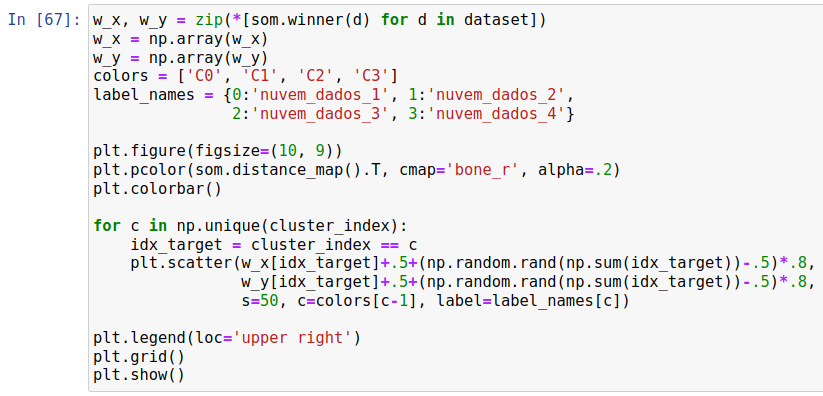 In [67]: w_x, w_y = zip(*[som.winner(d) for d in dataset])
w_x = np.array(w_x)
w_y = np.array(w_y)
colors = ['C0', 'C1', 'C2', 'C3']
label_names = {0:'nuvem_dados_1', 1:'nuvem_dados_2',
               2:'nuvem_dados_3', 3:'nuvem_dados_4'}

plt.figure(figsize=(10, 9))
plt.pcolor(som.distance_map().T, cmap='bone_r', alpha=.2)
plt.colorbar()

for c in np.unique(cluster_index):
    idx_target = cluster_index == c
    plt.scatter(w_x[idx_target]+.5+(np.random.rand(np.sum(idx_target))-.5)*.8,
                w_y[idx_target]+.5+(np.random.rand(np.sum(idx_target))-.5)*.8,
                s=50, c=colors[c-1], label=label_names[c])

plt.legend(loc='upper right')
plt.grid()
plt.show()